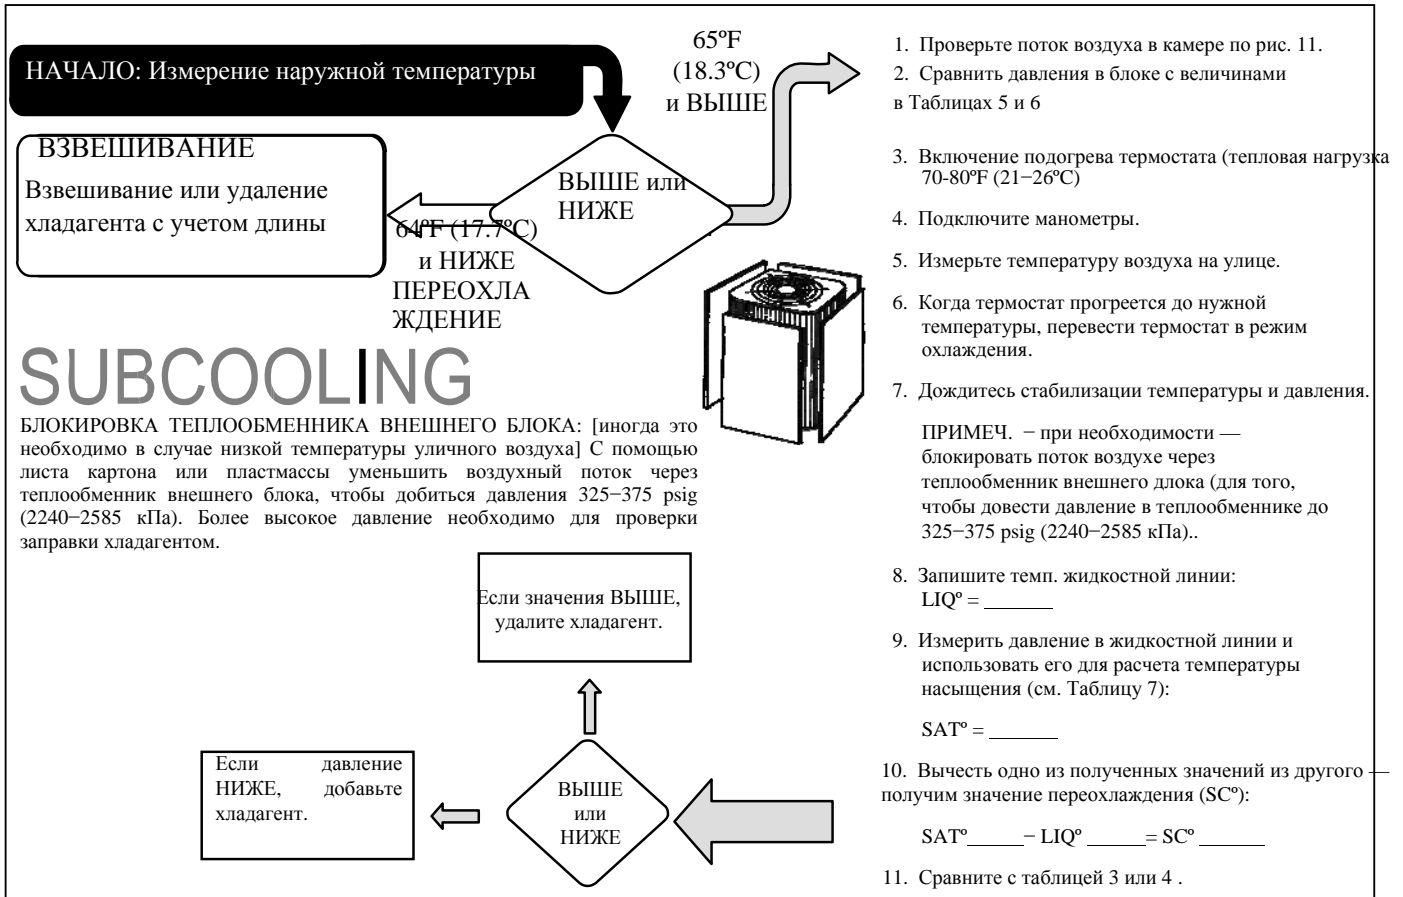 НАЧАЛО: Измерение наружной температуры
65ºF
(18.3ºC)
и ВЫШЕ
ВЗВЕШИВАНИЕ
Взвешивание или удаление
хладагента с учетом длины
ВЫШЕ или
НИЖЕ
64ºF (17.7ºC)
и НИЖЕ
ПЕРЕОХЛА
ЖДЕНИЕ
SUBCOOLING
БЛОКИРОВКА ТЕПЛООБМЕННИКА ВНЕШНЕГО БЛОКА: [иногда это
необходимо в случае низкой температуры уличного воздуха] С помощью
листа картона или пластмассы уменьшить воздушный поток через
теплообменник внешнего блока, чтобы добиться давления 325−375 psig
(2240−2585 кПа). Более высокое давление необходимо для проверки
заправки хладагентом.
Если значения ВЫШЕ,
удалите хладагент.
Если давление
НИЖЕ, добавьте
хладагент.
ВЫШЕ
или
НИЖЕ
1. Проверьте поток воздуха в камере по рис. 11.
2. Сравнить давления в блоке с величинами
в Таблицах 5 и 6
3. Включение подогрева термостата (тепловая нагрузка
70-80ºF (21−26ºC)
4. Подключите манометры.
5. Измерьте температуру воздуха на улице.
6. Когда термостат прогреется до нужной
температуры, перевести термостат в режим
охлаждения.
7. Дождитесь стабилизации температуры и давления.
ПРИМЕЧ. − при необходимости —
блокировать поток воздухе через
теплообменник внешнего длока (для того,
чтобы довести давление в теплообменнике до
325−375 psig (2240−2585 кПа)..
8. Запишите темп. жидкостной линии:
LIQº = _______
9. Измерить давление в жидкостной линии и
использовать его для расчета температуры
насыщения (см. Таблицу 7):
SATº = _______
10. Вычесть одно из полученных значений из другого —
получим значение переохлаждения (SCº):
SATº______− LIQº ______= SCº _______
11. Сравните с таблицей 3 или 4 .